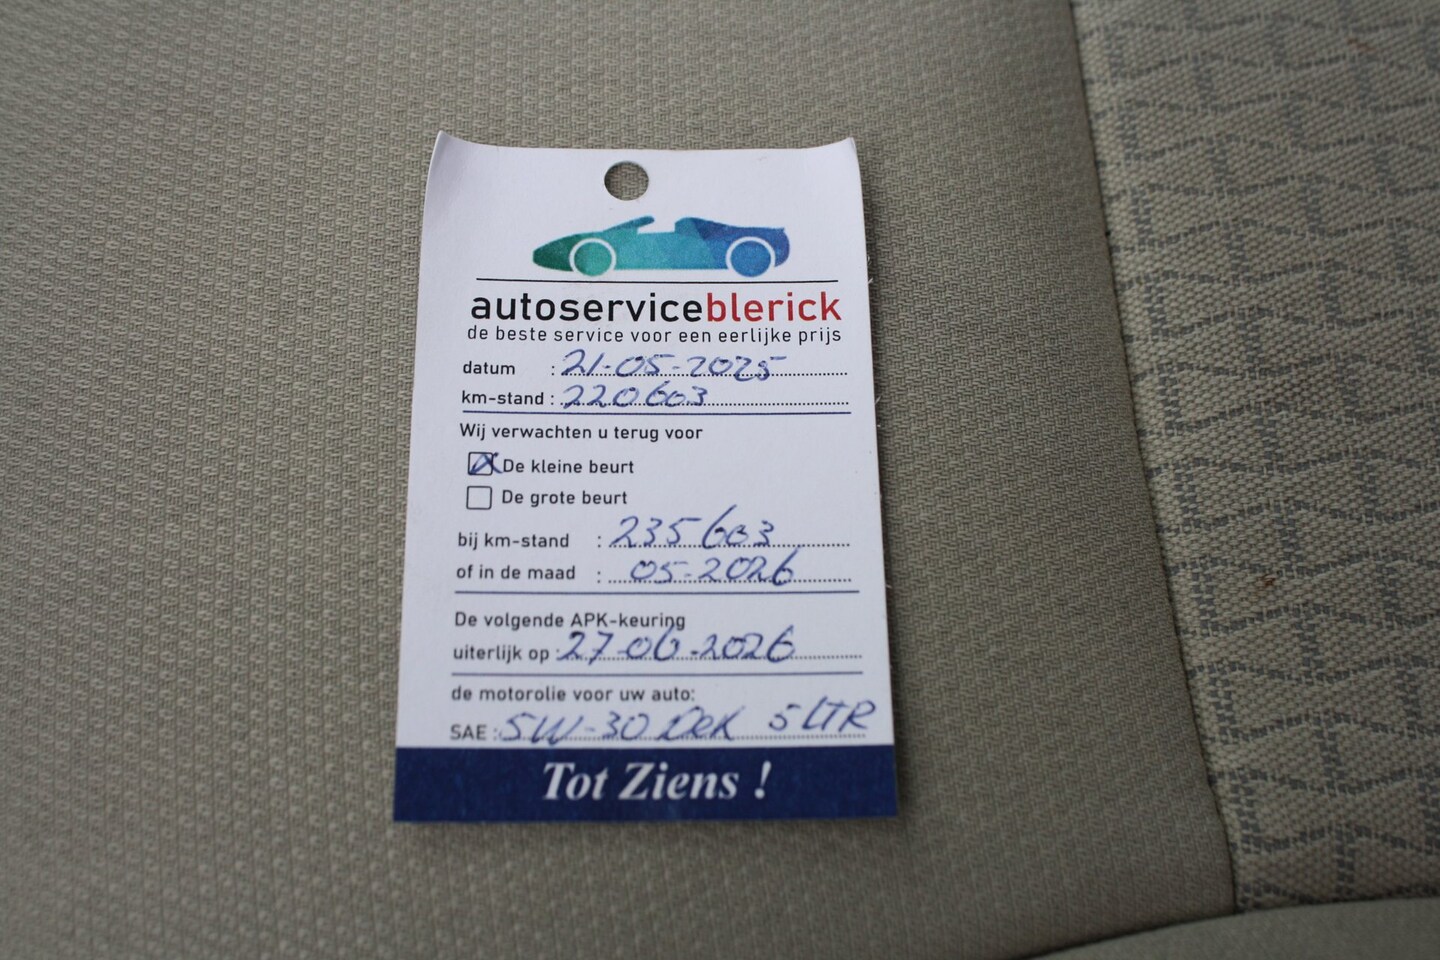 autoserviceblerick
de beste service voor een eerlijke prijs
datum : 21-05-2025
km-stand : 220603
Wij verwachten u terug voor
De kleine beurt
De grote beurt
bij km-stand : 235603
of in de maad : 05-2026
De volgende APK-keuring
uiterlijk op : 27-06-2026
de motorolie voor uw auto:
SAE : 5W-30 5 LTR
Tot Ziens !